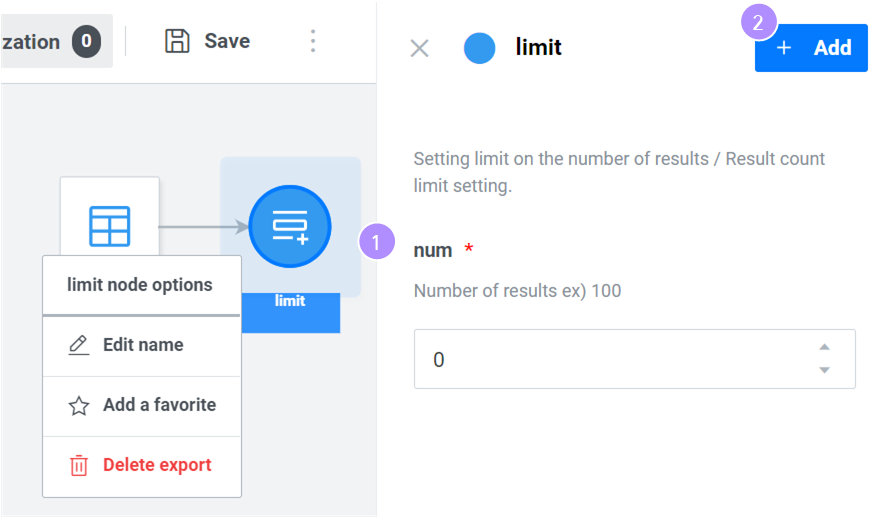 zation 0
Save
limit
2
+ Add
Setting limit on the number of results / Result count
limit setting.
1
num *
Number of results ex) 100
0
limit
limit node options
Edit name
Add a favorite
Delete export